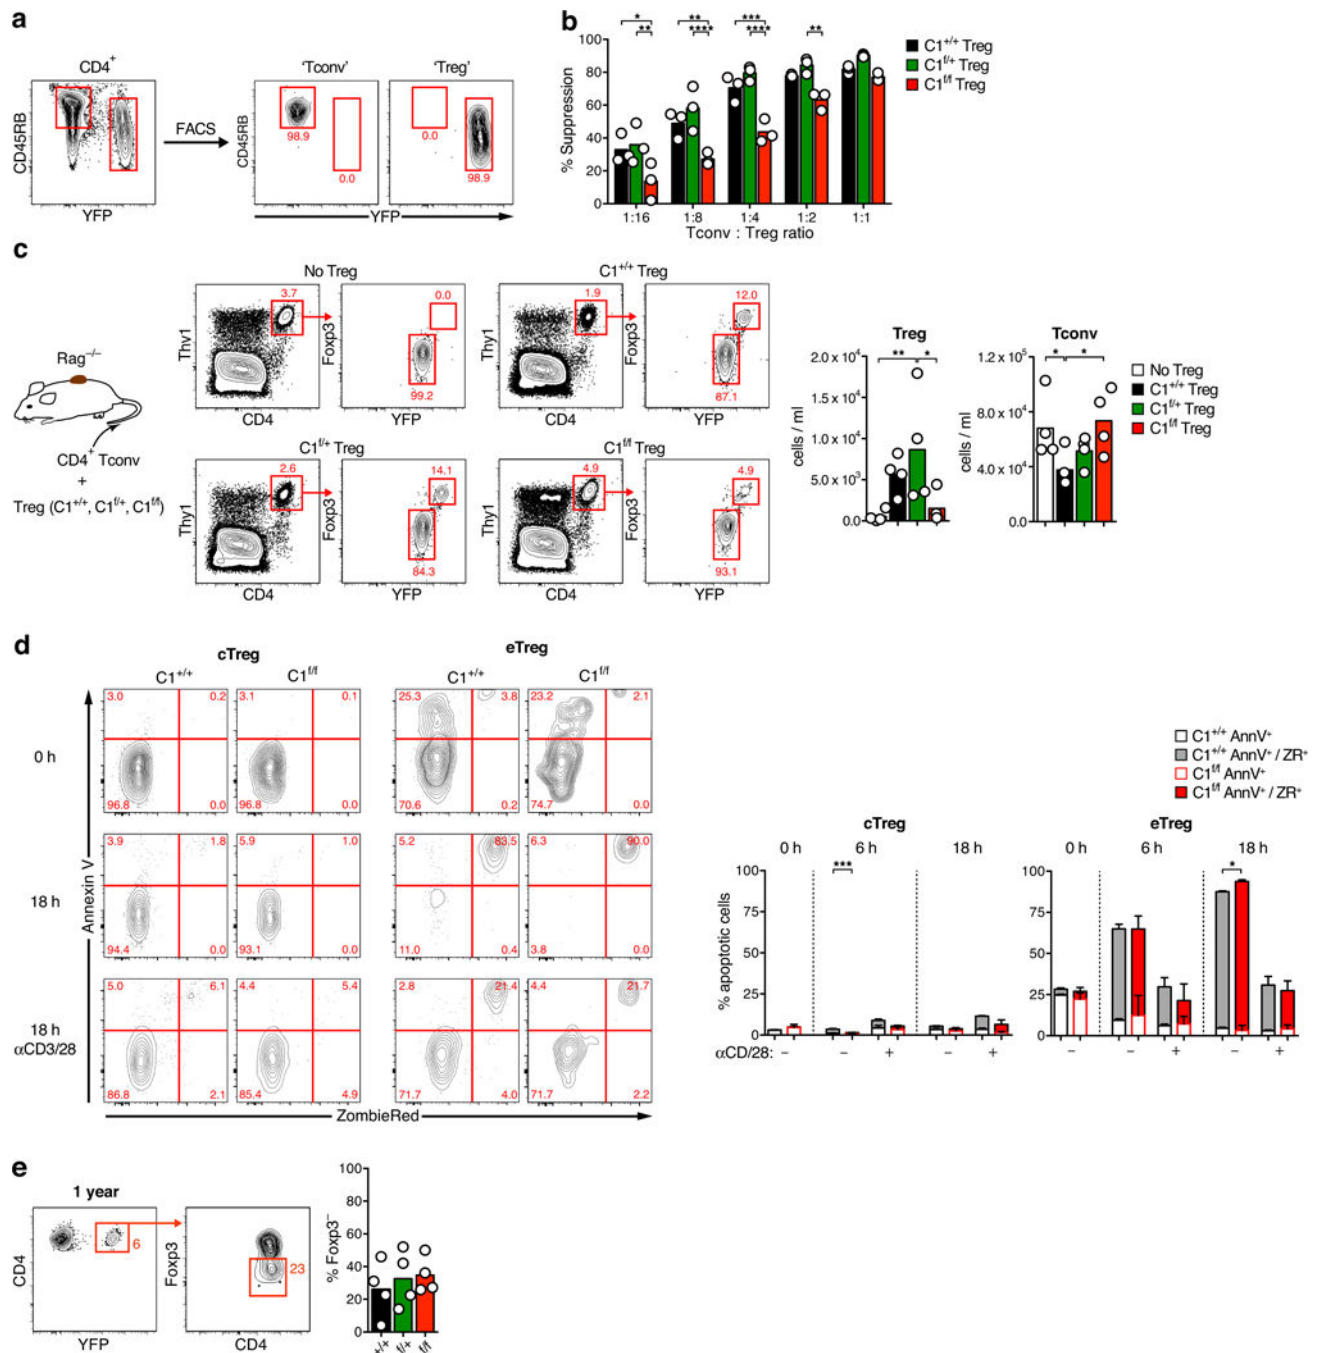 a
CD4+
'Tconv'
'Treg'
CD45RB
FACS
CD45RB
98.9
0.0
0.0
98.9
YFP
YFP
b
% Suppression
100
80
60
40
20
0
* ** ** **** *** **** **
1:16 1:8 1:4 1:2 1:1
Tconv : Treg ratio
C1+/+ Treg
C1f/+ Treg
C1f/f Treg
c
Rag–/–
CD4+ Tconv
+
Treg (C1+/+, C1f/+, C1f/f)
No Treg
3.7
0.0
99.2
Thy1
Foxp3
CD4
YFP
C1+/+ Treg
1.9
12.0
87.1
Thy1
Foxp3
CD4
YFP
C1f/+ Treg
2.6
14.1
84.3
Thy1
Foxp3
CD4
YFP
C1f/f Treg
4.9
4.9
93.1
Thy1
Foxp3
CD4
YFP
Treg
cells / ml
2.0 x 10⁴
1.5 x 10⁴
1.0 x 10⁴
5.0 x 10³
0.0
** *
Tconv
cells / ml
1.2 x 10⁵
8.0 x 10⁴
4.0 x 10⁴
0.0
* *
No Treg
C1+/+ Treg
C1f/+ Treg
C1f/f Treg
d
cTreg
eTreg
C1+/+ C1f/f C1+/+ C1f/f
Annexin V
0 h
3.0 0.2 3.1 0.1 25.3 3.8 23.2 2.1
96.8 0.0 96.8 0.0 70.6 0.2 74.7 0.0
18 h
3.9 1.8 5.9 1.0 5.2 83.5 6.3 90.0
94.4 0.0 93.1 0.0 11.0 0.4 3.8 0.0
18 h
αCD3/28
5.0 6.1 4.4 5.4 2.8 21.4 4.4 21.7
86.8 2.1 85.4 4.9 71.7 4.0 71.7 2.2
ZombieRed
C1+/+ AnnV+
C1+/+ AnnV+ / ZR+
C1f/f AnnV+
C1f/f AnnV+ / ZR+
cTreg
0 h 6 h 18 h
% apoptotic cells
100
75
50
25
0
***
αCD/28: – – + – +
eTreg
0 h 6 h 18 h
100
75
50
25
0
*
– – + – +
e
1 year
CD4
6
YFP
Foxp3
23
CD4
% Foxp3–
100
80
60
40
20
0
+/+ f/+ f/f